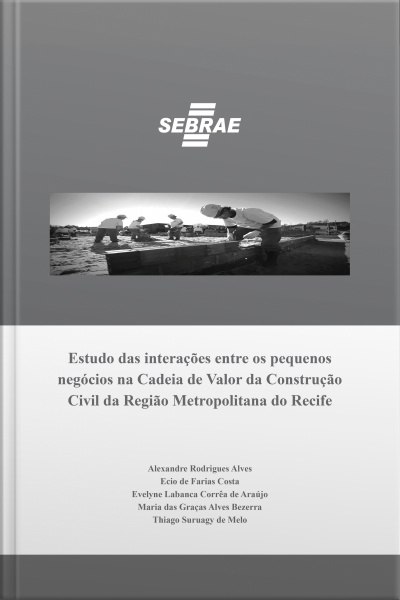 SEBRAE
Estudo das interações entre os pequenos
negócios na Cadeia de Valor da Construção
Civil da Região Metropolitana do Recife
Alexandre Rodrigues Alves
Ecio de Farias Costa
Evelyne Labanca Corrêa de Araújo
Maria das Graças Alves Bezerra
Thiago Suruagy de Melo